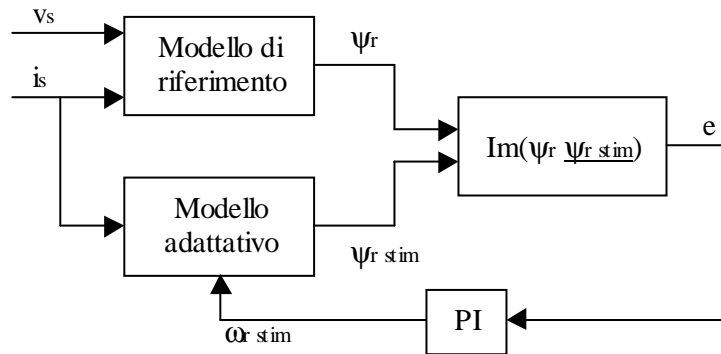 vs
Modello di
riferimento
ψr
is
Im(ψr ψr stim)
e
Modello
adattativo
ψr stim
PI
ωr stim